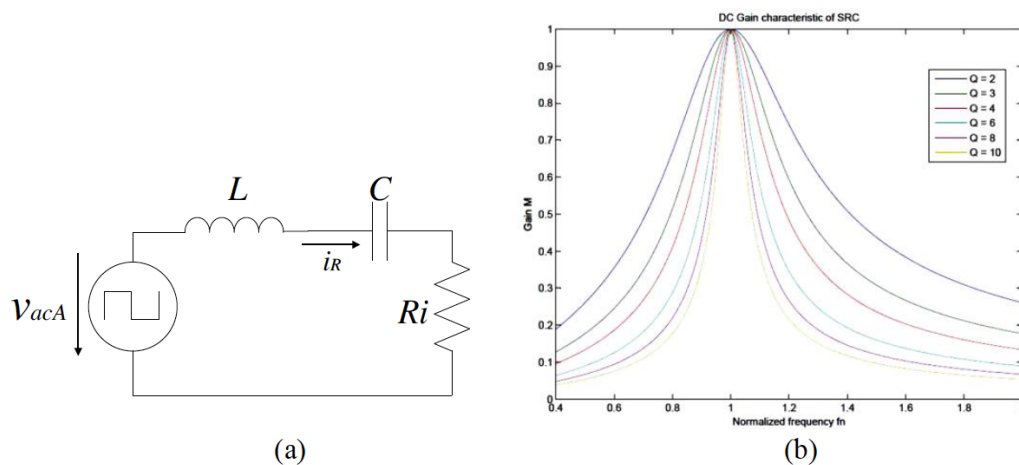 L
C
i_R
v_acA
Ri
(a)
DC Gain characteristic of SRC
1
0.9
0.8
0.7
0.6
0.5
0.4
0.3
0.2
0.1
0
Gain M
Q = 2
Q = 3
Q = 4
Q = 6
Q = 8
Q = 10
0.4 0.6 0.8 1 1.2 1.4 1.6 1.8
Normalized frequency fn
(b)